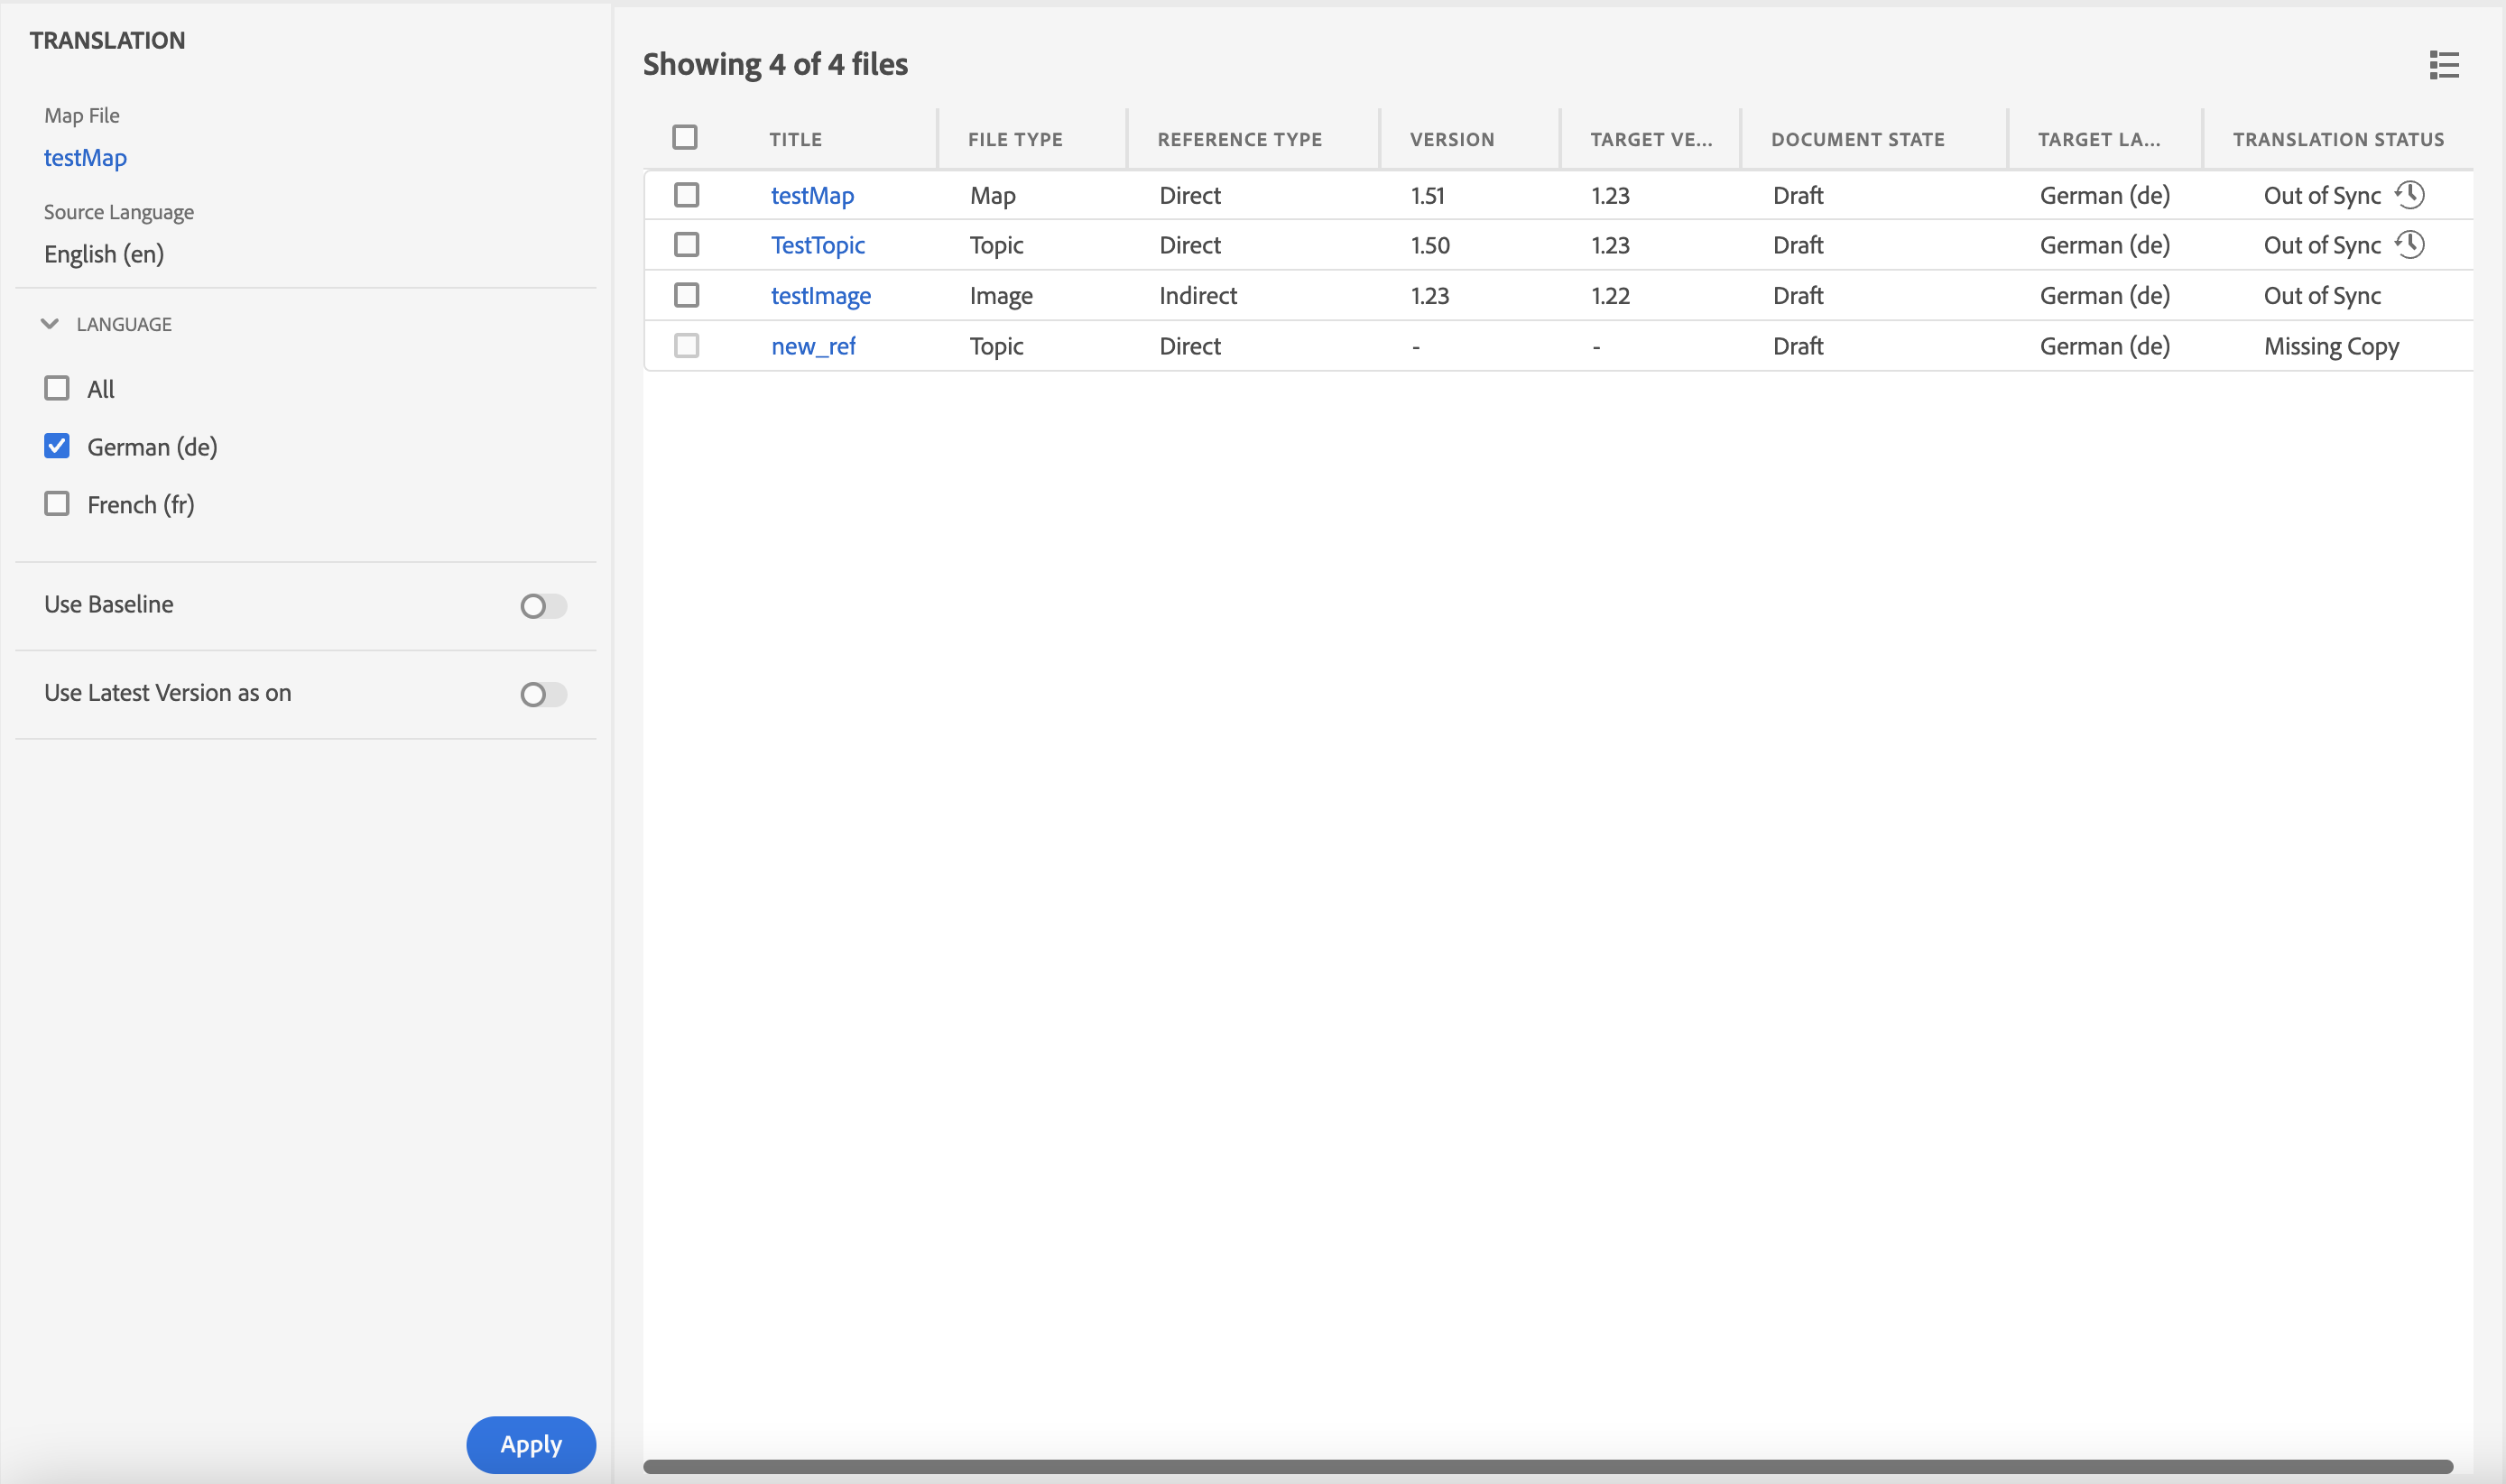 TRANSLATION
Map File
testMap
Source Language
English (en)
LANGUAGE
All
German (de)
French (fr)
Use Baseline
Use Latest Version as on
Apply
Showing 4 of 4 files
TITLE FILE TYPE REFERENCE TYPE VERSION TARGET VE... DOCUMENT STATE TARGET LA... TRANSLATION STATUS
testMap Map Direct 1.51 1.23 Draft German (de) Out of Sync
TestTopic Topic Direct 1.50 1.23 Draft German (de) Out of Sync
testImage Image Indirect 1.23 1.22 Draft German (de) Out of Sync
new_ref Topic Direct - - Draft German (de) Missing Copy